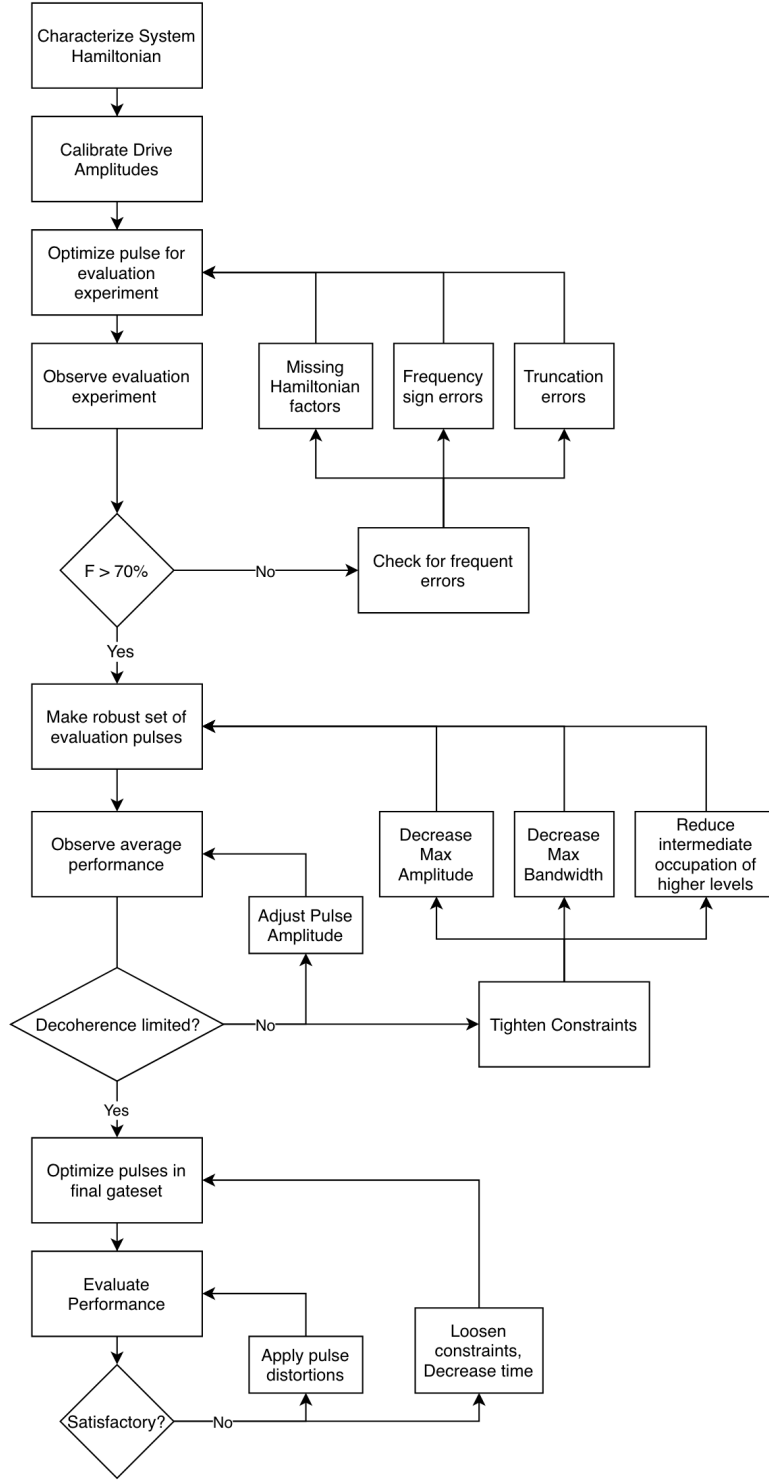 Characterize System
Hamiltonian
Calibrate Drive
Amplitudes
Optimize pulse for
evaluation
experiment
Observe evaluation
experiment
Missing
Hamiltonian
factors
Frequency
sign errors
Truncation
errors
F > 70%
No
Check for frequent
errors
Yes
Make robust set of
evaluation pulses
Observe average
performance
Decrease
Max
Amplitude
Decrease
Max
Bandwidth
Reduce
intermediate
occupation of
higher levels
Adjust Pulse
Amplitude
Decoherence limited?
No
Tighten Constraints
Yes
Optimize pulses in
final gateset
Evaluate
Performance
Apply pulse
distortions
Loosen
constraints,
Decrease time
Satisfactory?
No